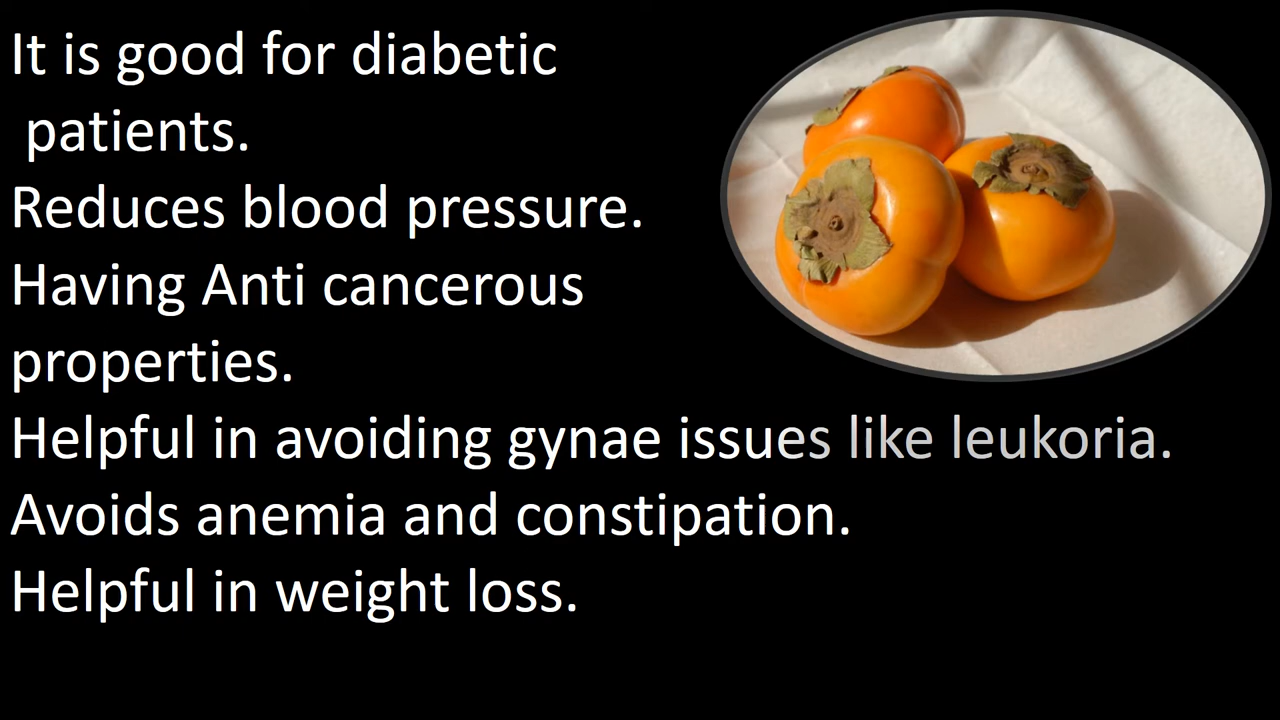 It is good for diabetic
patients.
Reduces blood pressure.
Having Anti cancerous
properties.
Helpful in avoiding gynae issues like leukoria.
Avoids anemia and constipation.
Helpful in weight loss.